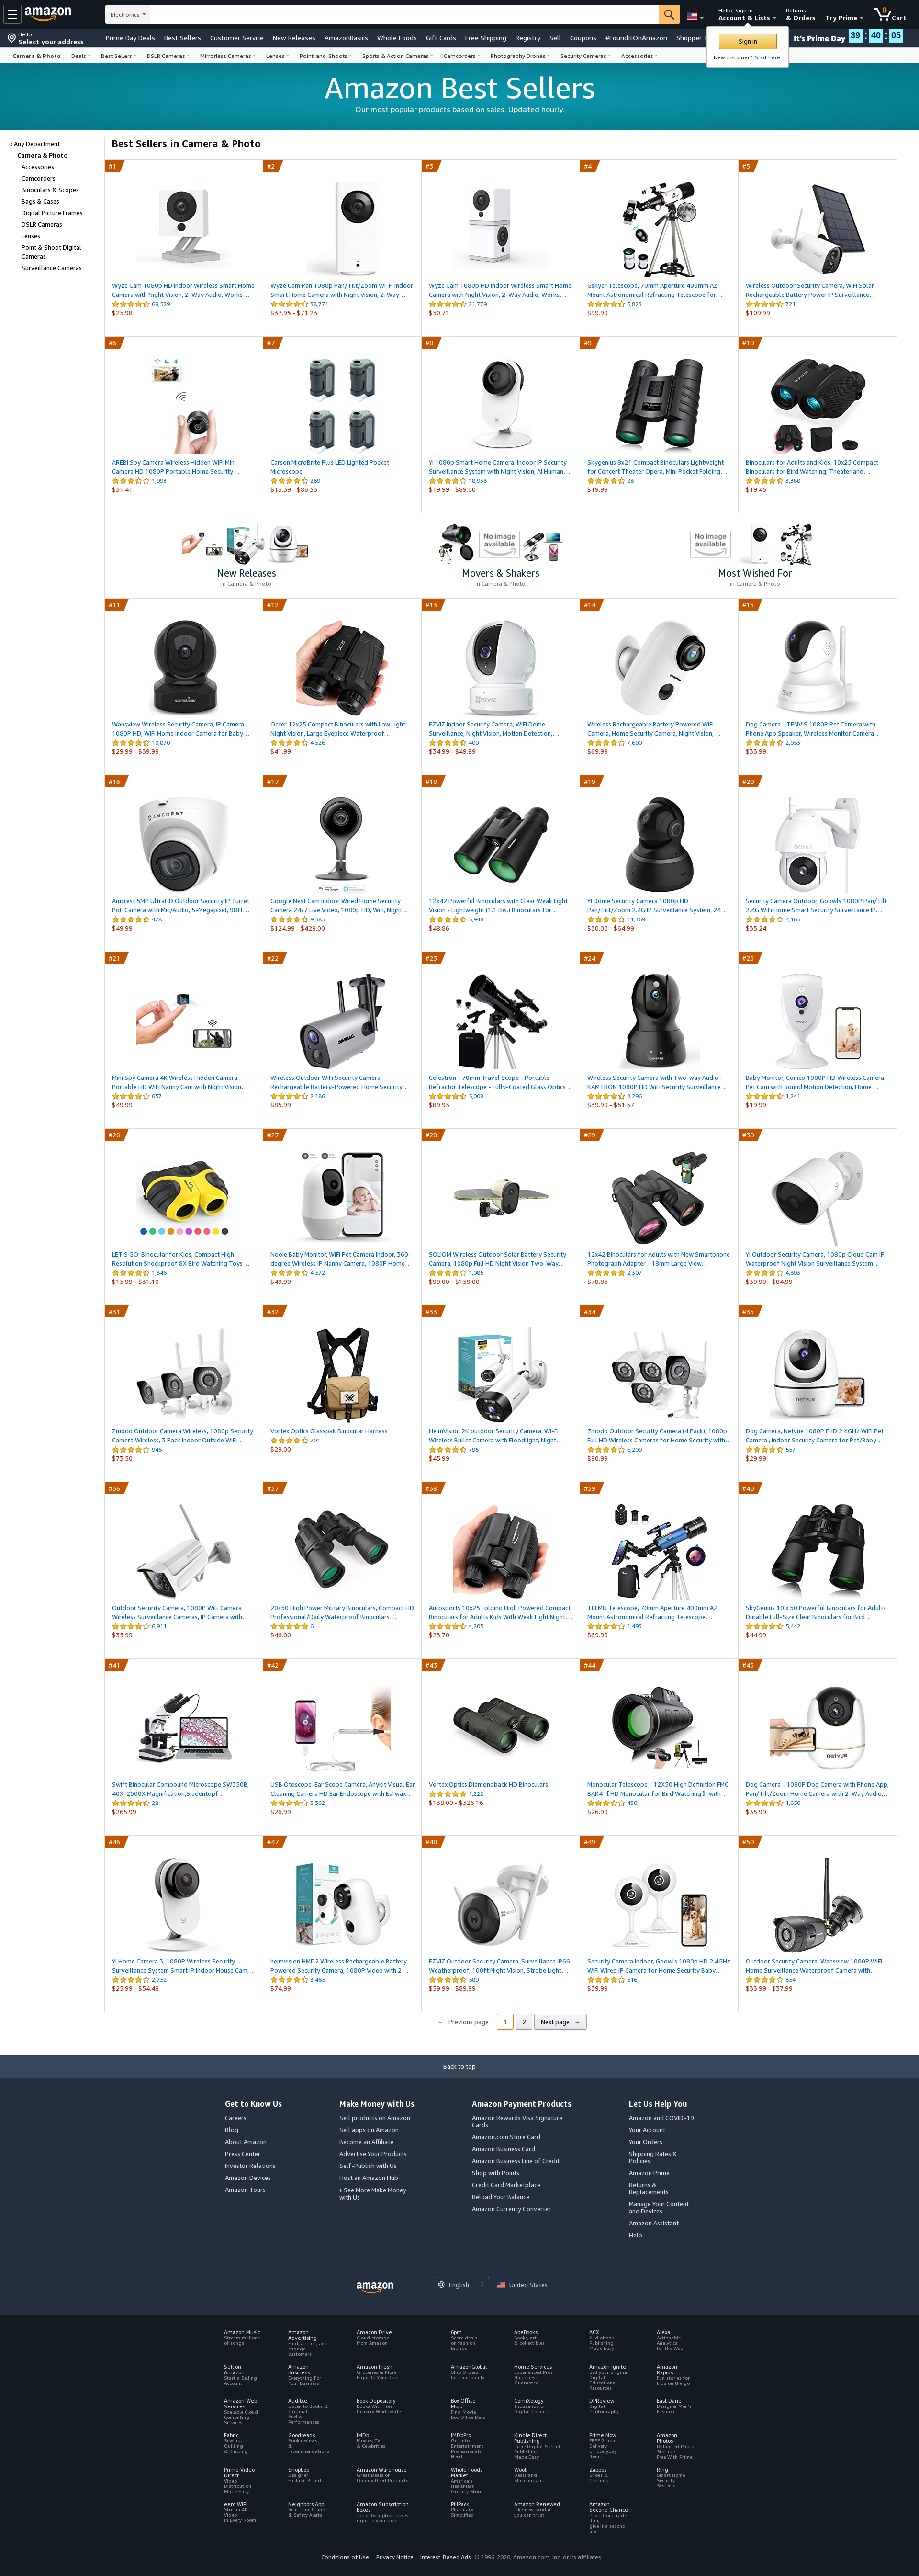 amazon
Electronics
Hello, Sign in
Account & Lists
Returns
& Orders
Try Prime
0
Cart
Hello
Select your address
Prime Day Deals
Best Sellers
Customer Service
New Releases
AmazonBasics
Whole Foods
Gift Cards
Free Shipping
Registry
Sell
Coupons
#FoundItOnAmazon
Shopper T
It's Prime Day
39 : 40 : 05
Sign in
New customer? Start here.
Camera & Photo
Deals
Best Sellers
DSLR Cameras
Mirrorless Cameras
Lenses
Point-and-Shoots
Sports & Action Cameras
Camcorders
Photography Drones
Security Cameras
Accessories
Amazon Best Sellers
Our most popular products based on sales. Updated hourly.
‹ Any Department
Camera & Photo
Accessories
Camcorders
Binoculars & Scopes
Bags & Cases
Digital Picture Frames
DSLR Cameras
Lenses
Point & Shoot Digital
Cameras
Surveillance Cameras
Best Sellers in Camera & Photo
#1
Wyze Cam 1080p HD Indoor Wireless Smart Home
Camera with Night Vision, 2-Way Audio, Works…
69,529
$25.98
#2
Wyze Cam Pan 1080p Pan/Tilt/Zoom Wi-Fi Indoor
Smart Home Camera with Night Vision, 2-Way…
38,771
$37.95 - $71.23
#3
Wyze Cam 1080p HD Indoor Wireless Smart Home
Camera with Night Vision, 2-Way Audio, Works…
21,779
$50.71
#4
Gskyer Telescope, 70mm Aperture 400mm AZ
Mount Astronomical Refracting Telescope for…
5,823
$99.99
#5
Wireless Outdoor Security Camera, WiFi Solar
Rechargeable Battery Power IP Surveillance…
721
$109.99
#6
AREBI Spy Camera Wireless Hidden WiFi Mini
Camera HD 1080P Portable Home Security…
1,993
$31.41
#7
Carson MicroBrite Plus LED Lighted Pocket
Microscope
269
$13.39 - $86.33
#8
YI 1080p Smart Home Camera, Indoor IP Security
Surveillance System with Night Vision, AI Human…
18,938
$19.99 - $89.00
#9
Skygenius 8x21 Compact Binoculars Lightweight
for Concert Theater Opera, Mini Pocket Folding…
88
$19.99
#10
Binoculars for Adults and Kids, 10x25 Compact
Binoculars for Bird Watching, Theater and…
3,380
$19.45
New Releases
in Camera & Photo
No image
available
Movers & Shakers
in Camera & Photo
No image
available
Most Wished For
in Camera & Photo
#11
Wansview Wireless Security Camera, IP Camera
1080P HD, WiFi Home Indoor Camera for Baby…
10,870
$29.99 - $39.99
#12
Occer 12x25 Compact Binoculars with Low Light
Night Vision, Large Eyepiece Waterproof…
4,526
$41.99
#13
EZVIZ Indoor Security Camera, WiFi Dome
Surveillance, Night Vision, Motion Detection,…
400
$34.99 - $49.99
#14
Wireless Rechargeable Battery Powered WiFi
Camera, Home Security Camera, Night Vision,…
7,600
$69.99
#15
Dog Camera - TENVIS 1080P Pet Camera with
Phone App Speaker, Wireless Monitor Camera…
2,053
$33.99
#16
AMCREST
Amcrest 5MP UltraHD Outdoor Security IP Turret
PoE Camera with Mic/Audio, 5-Megapixel, 98ft…
428
$49.99
#17
Google Nest Cam Indoor Wired Home Security
Camera 24/7 Live Video, 1080p HD, Wifi, Night…
9,383
$124.99 - $429.00
#18
12x42 Powerful Binoculars with Clear Weak Light
Vision - Lightweight (1.1 lbs.) Binoculars for…
5,948
$48.86
#19
YI Dome Security Camera 1080p HD
Pan/Tilt/Zoom 2.4G IP Surveillance System, 24…
11,369
$30.00 - $64.99
#20
Security Camera Outdoor, Goowls 1080P Pan/Tilt
2.4G WiFi Home Smart Security Surveillance IP…
4,165
$35.24
#21
Mini Spy Camera 4K Wireless Hidden Camera
Portable HD WiFi Nanny Cam with Night Vision…
657
$49.99
#22
Wireless Outdoor WiFi Security Camera,
Rechargeable Battery-Powered Home Security…
2,186
$85.99
#23
Celestron - 70mm Travel Scope - Portable
Refractor Telescope - Fully-Coated Glass Optics…
5,008
$89.95
#24
Wireless Security Camera with Two-way Audio -
KAMTRON 1080P HD WiFi Security Surveillance…
8,296
$39.99 - $51.57
#25
Baby Monitor, Conico 1080P HD Wireless Camera
Pet Cam with Sound Motion Detection, Home…
1,241
$19.99
#26
LET'S GO! Binocular for Kids, Compact High
Resolution Shockproof 8X Bird Watching Toys…
1,646
$15.99 - $31.10
#27
Nooie Baby Monitor, WiFi Pet Camera Indoor, 360-
degree Wireless IP Nanny Camera, 1080P Home…
4,572
$49.99
#28
SOLIOM Wireless Outdoor Solar Battery Security
Camera, 1080p Full HD Night Vision Two-Way…
1,085
$99.00 - $159.00
#29
12x42 Binoculars for Adults with New Smartphone
Photograph Adapter - 18mm Large View…
2,307
$78.85
#30
YI Outdoor Security Camera, 1080p Cloud Cam IP
Waterproof Night Vision Surveillance System…
4,893
$39.99 - $84.99
#31
Zmodo Outdoor Camera Wireless, 1080p Security
Camera Wireless, 3 Pack Indoor Outside WiFi…
946
$73.50
#32
Vortex Optics Glasspak Binocular Harness
701
$29.00
#33
HeimVision 2K outdoor Security Camera, Wi-Fi
Wireless Bullet Camera with Floodlight, Night…
795
$45.99
#34
Zmodo Outdoor Security Camera (4 Pack), 1080p
Full HD Wireless Cameras for Home Security with…
6,209
$90.99
#35
netvue
Dog Camera, Netvue 1080P FHD 2.4GHz WiFi Pet
Camera , Indoor Security Camera for Pet/Baby…
557
$29.99
#36
Outdoor Security Camera, 1080P WiFi Camera
Wireless Surveillance Cameras, IP Camera with…
6,911
$35.99
#37
20x50 High Power Military Binoculars, Compact HD
Professional/Daily Waterproof Binoculars…
6
$46.00
#38
Aurosports 10x25 Folding High Powered Compact
Binoculars for Adults Kids With Weak Light Night…
4,205
$23.70
#39
TELMU Telescope, 70mm Aperture 400mm AZ
Mount Astronomical Refracting Telescope…
1,493
$69.99
#40
SkyGenius 10 x 50 Powerful Binoculars for Adults
Durable Full-Size Clear Binoculars for Bird…
5,442
$44.99
#41
Swift Binocular Compound Microscope SW350B,
40X-2500X Magnification,Siedentopf…
28
$265.99
#42
USB Otoscope-Ear Scope Camera, Anykit Visual Ear
Cleaning Camera HD Ear Endoscope with Earwax…
3,362
$26.99
#43
Vortex Optics Diamondback HD Binoculars
1,222
$138.00 - $326.16
#44
Monocular Telescope - 12X50 High Definition FMC
BAK4【HD Monocular for Bird Watching】 with…
430
$26.99
#45
netvue
Dog Camera - 1080P Dog Camera with Phone App,
Pan/Tilt/Zoom Home Camera with 2-Way Audio,…
1,650
$35.99
#46
YI Home Camera 3, 1080P Wireless Security
Surveillance System Smart IP Indoor House Cam,…
2,752
$25.99 - $54.48
#47
heimvision HMD2 Wireless Rechargeable Battery-
Powered Security Camera, 1080P Video with 2…
3,465
$74.99
#48
EZVIZ Outdoor Security Camera, Surveillance IP66
Weatherproof, 100ft Night Vision, Strobe Light…
589
$59.99 - $89.99
#49
Security Camera Indoor, Goowls 1080p HD 2.4GHz
WiFi Wired IP Camera for Home Security Baby…
516
$39.99
#50
Outdoor Security Camera, Wansview 1080P WiFi
Home Surveillance Waterproof Camera with…
854
$33.99 - $37.99
← Previous page
1
2
Next page →
Back to top
Get to Know Us
Careers
Blog
About Amazon
Press Center
Investor Relations
Amazon Devices
Amazon Tours
Make Money with Us
Sell products on Amazon
Sell apps on Amazon
Become an Affiliate
Advertise Your Products
Self-Publish with Us
Host an Amazon Hub
› See More Make Money
with Us
Amazon Payment Products
Amazon Rewards Visa Signature
Cards
Amazon.com Store Card
Amazon Business Card
Amazon Business Line of Credit
Shop with Points
Credit Card Marketplace
Reload Your Balance
Amazon Currency Converter
Let Us Help You
Amazon and COVID-19
Your Account
Your Orders
Shipping Rates &
Policies
Amazon Prime
Returns &
Replacements
Manage Your Content
and Devices
Amazon Assistant
Help
amazon
English
United States
Amazon Music
Stream millions
of songs
Amazon
Advertising
Find, attract, and
engage
customers
Amazon Drive
Cloud storage
from Amazon
6pm
Score deals
on fashion
brands
AbeBooks
Books, art
& collectibles
ACX
Audiobook
Publishing
Made Easy
Alexa
Actionable
Analytics
for the Web
Sell on
Amazon
Start a Selling
Account
Amazon
Business
Everything For
Your Business
Amazon Fresh
Groceries & More
Right To Your Door
AmazonGlobal
Ship Orders
Internationally
Home Services
Experienced Pros
Happiness
Guarantee
Amazon Ignite
Sell your original
Digital
Educational
Resources
Amazon
Rapids
Fun stories for
kids on the go
Amazon Web
Services
Scalable Cloud
Computing
Services
Audible
Listen to Books &
Original
Audio
Performances
Book Depository
Books With Free
Delivery Worldwide
Box Office
Mojo
Find Movie
Box Office Data
ComiXology
Thousands of
Digital Comics
DPReview
Digital
Photography
East Dane
Designer Men's
Fashion
Fabric
Sewing,
Quilting
& Knitting
Goodreads
Book reviews
&
recommendations
IMDb
Movies, TV
& Celebrities
IMDbPro
Get Info
Entertainment
Professionals
Need
Kindle Direct
Publishing
Indie Digital & Print
Publishing
Made Easy
Prime Now
FREE 2-hour
Delivery
on Everyday
Items
Amazon
Photos
Unlimited Photo
Storage
Free With Prime
Prime Video
Direct
Video
Distribution
Made Easy
Shopbop
Designer
Fashion Brands
Amazon Warehouse
Great Deals on
Quality Used Products
Whole Foods
Market
America's
Healthiest
Grocery Store
Woot!
Deals and
Shenanigans
Zappos
Shoes &
Clothing
Ring
Smart Home
Security
Systems
eero WiFi
Stream 4K
Video
in Every Room
Neighbors App
Real-Time Crime
& Safety Alerts
Amazon Subscription
Boxes
Top subscription boxes –
right to your door
PillPack
Pharmacy
Simplified
Amazon Renewed
Like-new products
you can trust
Amazon
Second Chance
Pass it on, trade
it in,
give it a second
life
Conditions of Use
Privacy Notice
Interest-Based Ads
© 1996-2020, Amazon.com, Inc. or its affiliates